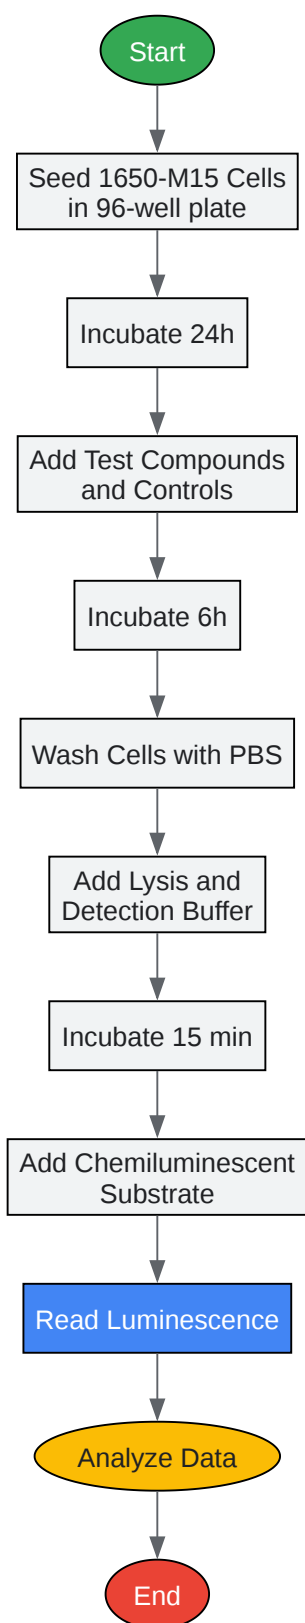 Start
Seed 1650-M15 Cells
in 96-well plate
Incubate 24h
Add Test Compounds
and Controls
Incubate 6h
Wash Cells with PBS
Add Lysis and
Detection Buffer
Incubate 15 min
Add Chemiluminescent
Substrate
Read Luminescence
Analyze Data
End